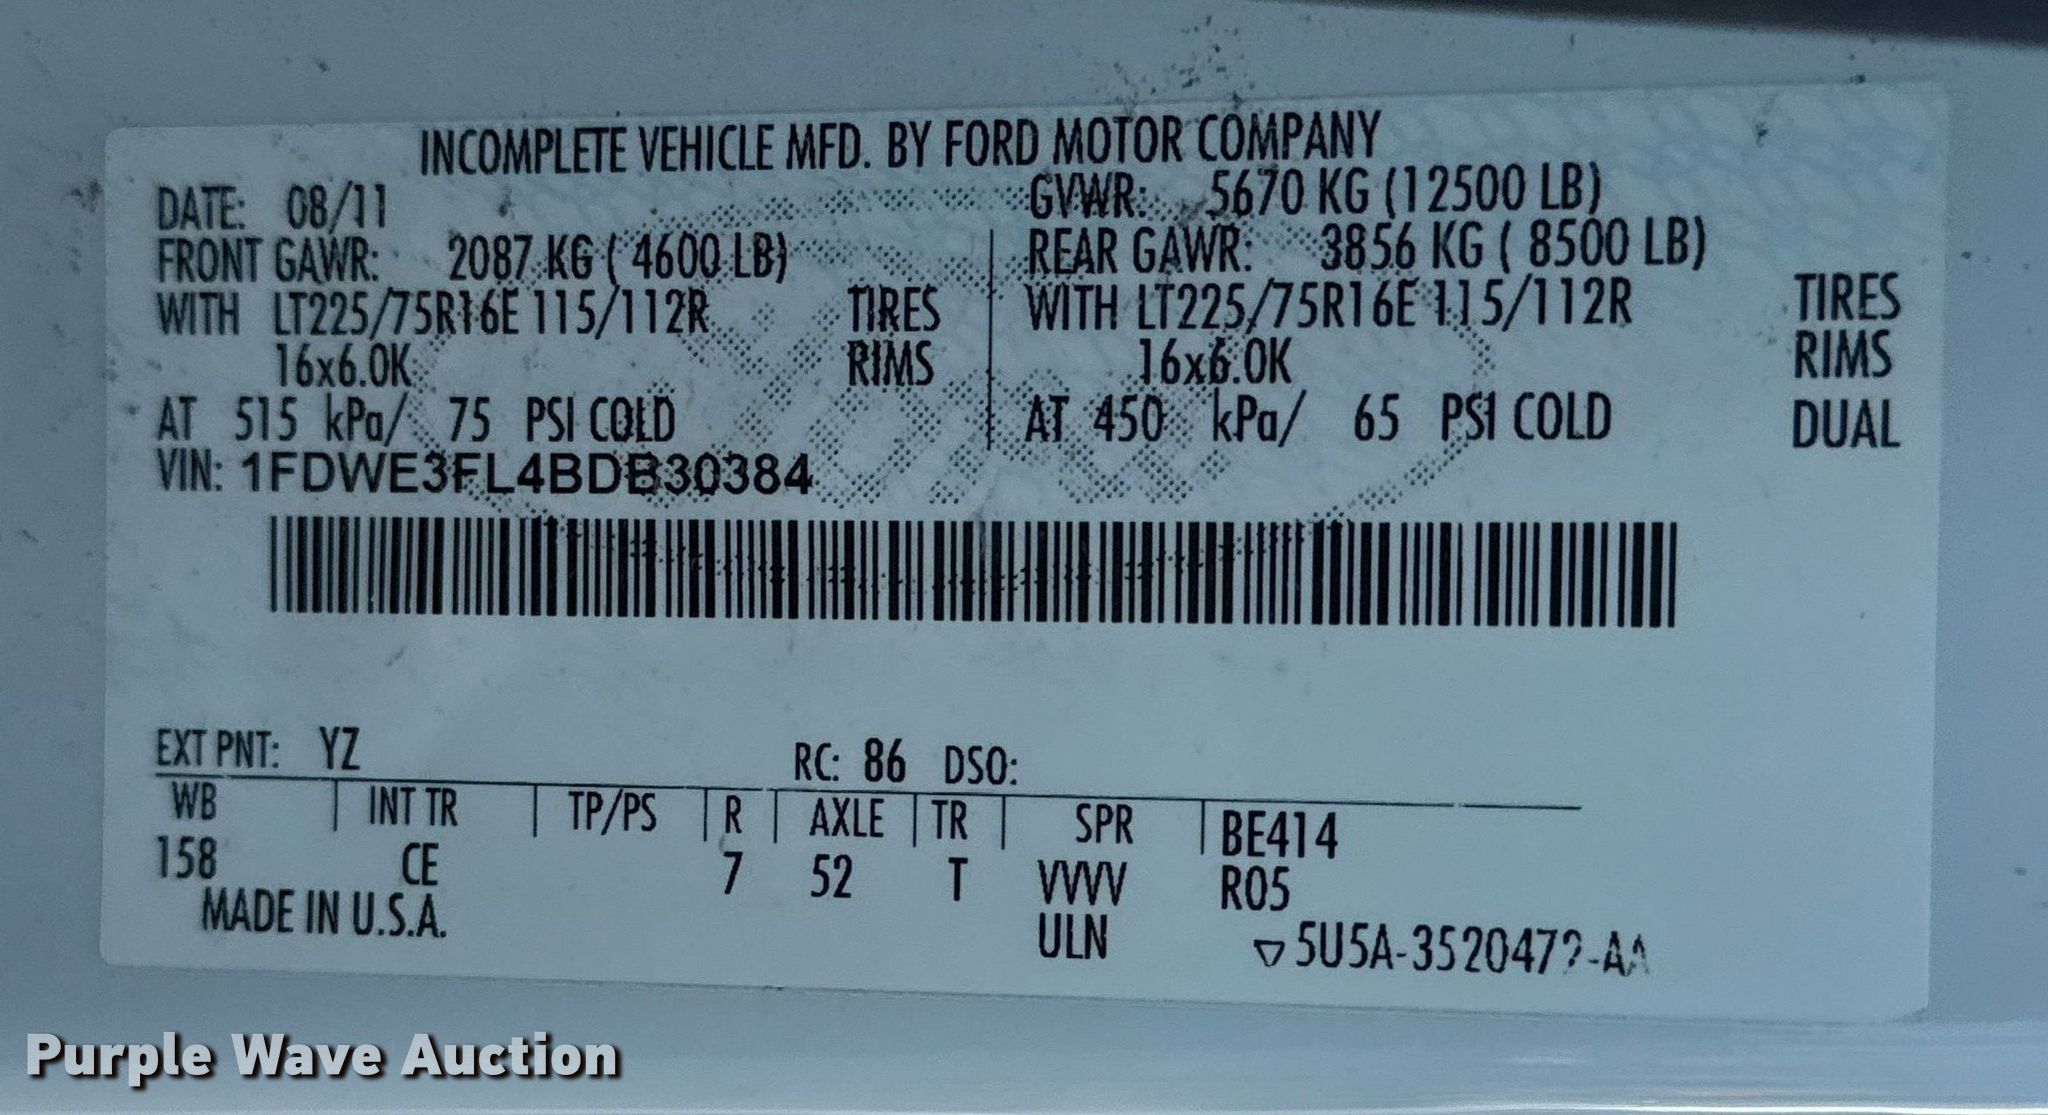 INCOMPLETE VEHICLE MFD. BY FORD MOTOR COMPANY
DATE: 08/11 GVWR: 5670 KG (12500 LB)
FRONT GAWR: 2087 KG ( 4600 LB) REAR GAWR: 3856 KG ( 8500 LB)
WITH LT225/75R16E 115/112R TIRES WITH LT225/75R16E 115/112R TIRES
16x6.0K RIMS 16x6.0K RIMS
AT 515 kPa/ 75 PSI COLD AT 450 kPa/ 65 PSI COLD DUAL
VIN: 1FDWE3FL4BDB30384
EXT PNT: YZ RC: 86 DSO:
WB INT TR TP/PS R AXLE TR SPR BE414
158 CE 7 52 T VVVV R05
MADE IN U.S.A. ULN ▽5U5A-3520472-AA
Purple Wave Auction